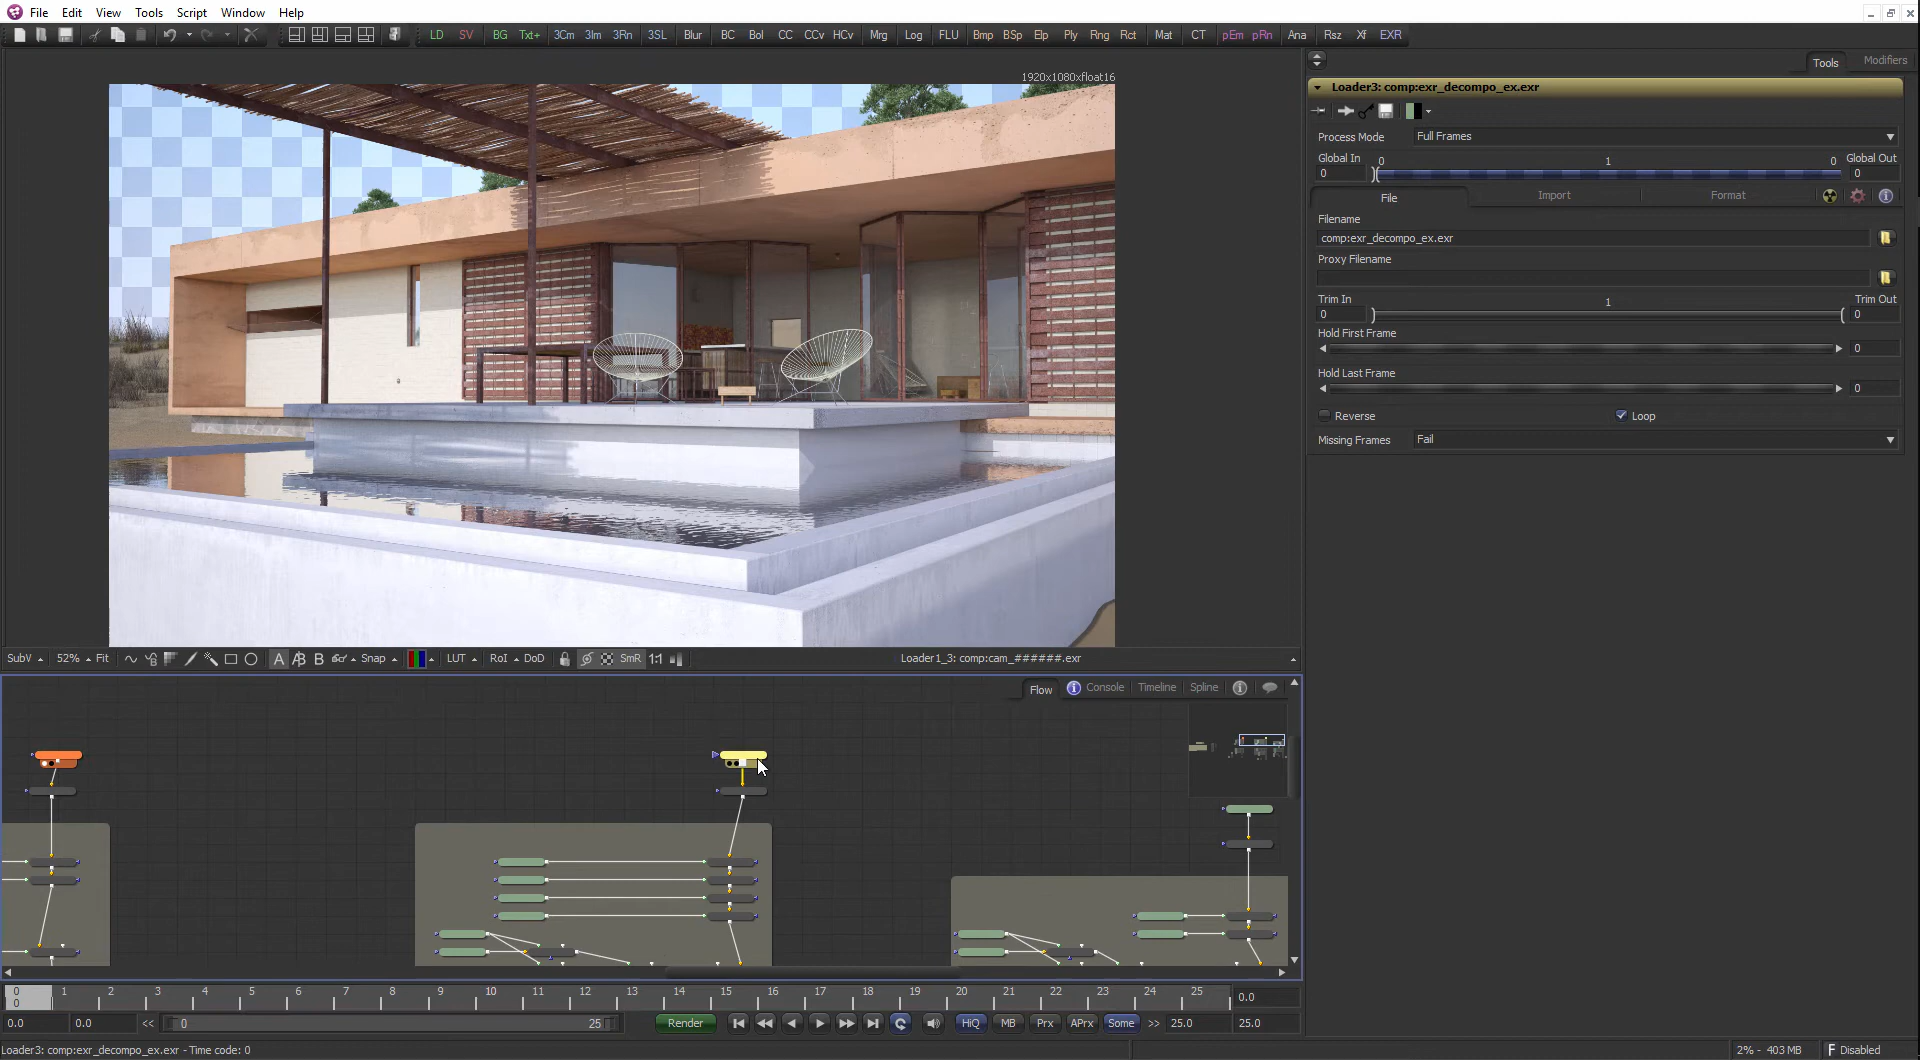 File Edit View Tools Script Window Help
LD SV BG Txt+ 3Cm 3Im 3Rn 3SL Blur BC Bol CC CCv HCv Mrg Log FLU Bmp BSp Elp Ply Rng Rct Mat CT pEm pRn Ana Rsz Xf EXR
1920x1080xfloat16
Tools Modifiers
Loader3: comp:exr_decompo_ex.exr
Process Mode Full Frames
Global In 0 1 0 Global Out
0 0
File Import Format
Filename
comp:exr_decompo_ex.exr
Proxy Filename
Trim In 1 Trim Out
0 0
Hold First Frame
0
Hold Last Frame
0
Reverse Loop
Missing Frames Fail
SubV 52% Fit A B B Snap LUT RoI DoD SmR 1:1 Loader1_3: comp:cam_######.exr
Flow Console Timeline Spline
0 1 2 3 4 5 6 7 8 9 10 11 12 13 14 15 16 17 18 19 20 21 22 23 24 25
0 0.0
0.0 0.0 << 0 25 Render HiQ MB Prx APrx Some >> 25.0 25.0
Loader3: comp:exr_decompo_ex.exr - Time code: 0 2% - 403 MB F Disabled